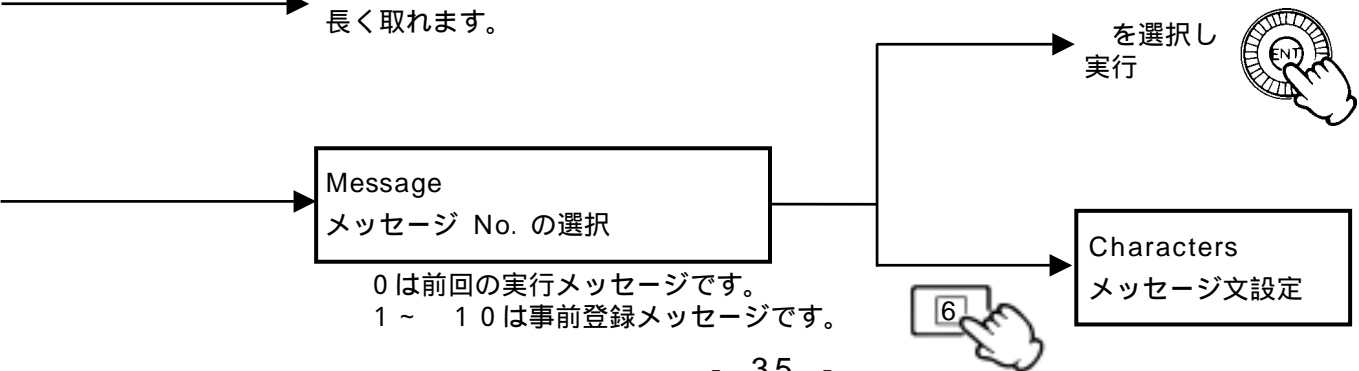 長く取れます。
を選択し
実行
ENT
Message
メッセージ No. の選択
0は前回の実行メッセージです。
1~ 10は事前登録メッセージです。
6
Characters
メッセージ文設定
- 35 -